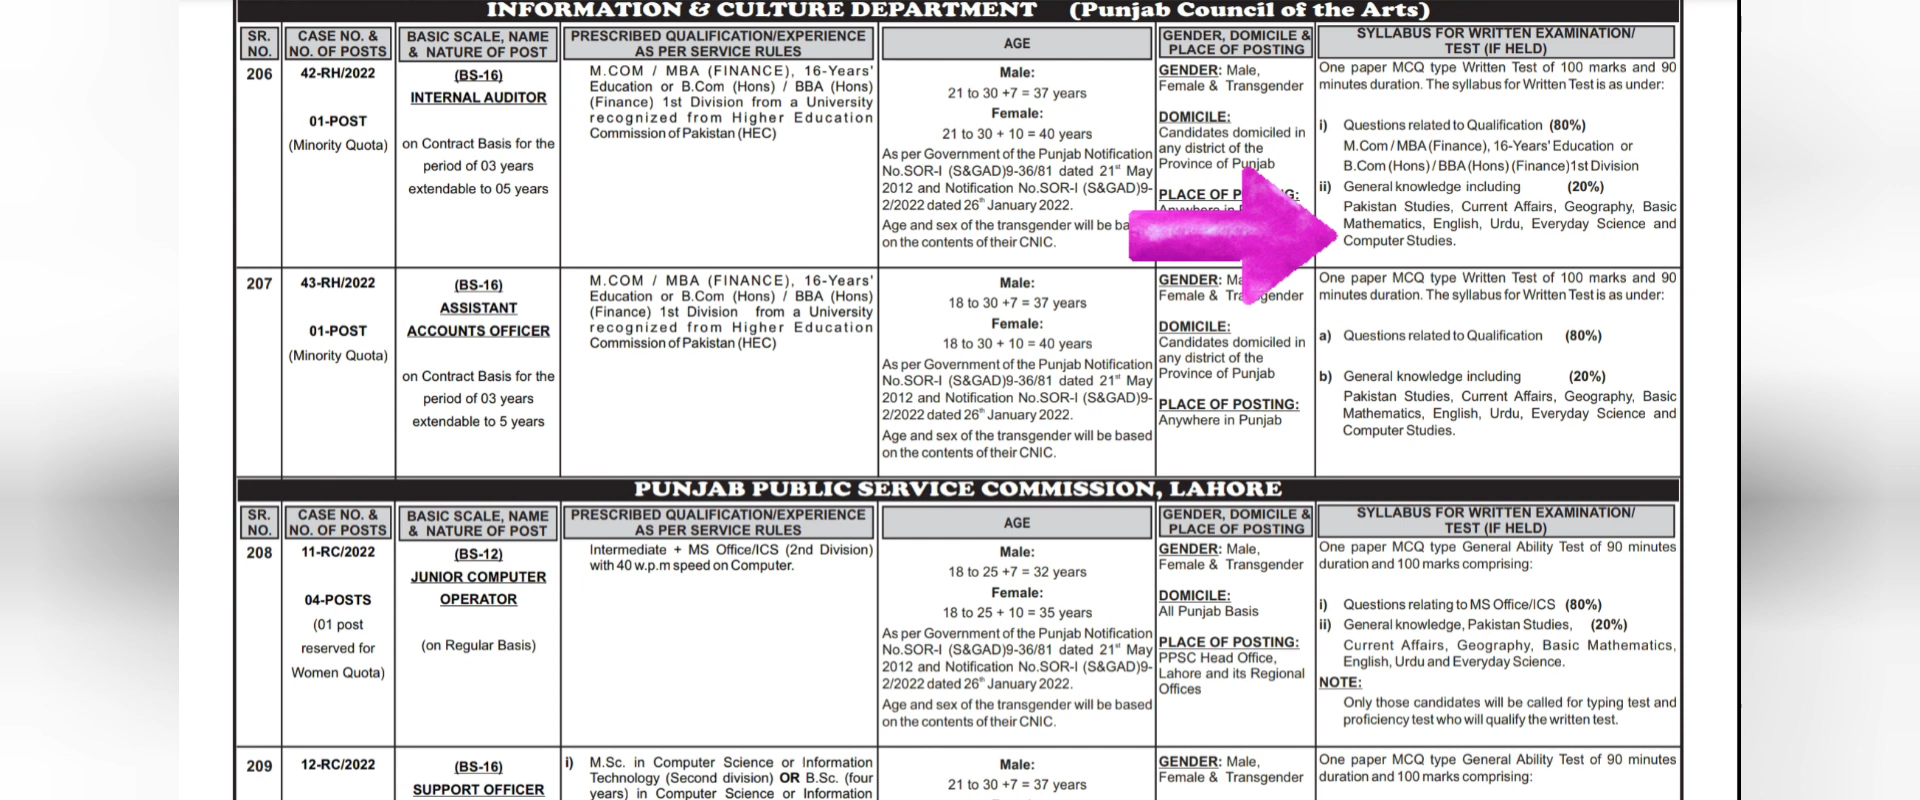 INFORMATION & CULTURE DEPARTMENT (Punjab Council of the Arts)
SR. NO.
CASE NO. & NO. OF POSTS
BASIC SCALE, NAME & NATURE OF POST
PRESCRIBED QUALIFICATION/EXPERIENCE AS PER SERVICE RULES
AGE
GENDER, DOMICILE & PLACE OF POSTING
SYLLABUS FOR WRITTEN EXAMINATION/ TEST (IF HELD)
206
42-RH/2022
01-POST
(Minority Quota)
(BS-16)
INTERNAL AUDITOR
on Contract Basis for the
period of 03 years
extendable to 05 years
M.COM / MBA (FINANCE), 16-Years'
Education or B.Com (Hons) / BBA (Hons)
(Finance) 1st Division from a University
recognized from Higher Education
Commission of Pakistan (HEC)
Male:
21 to 30 +7 = 37 years
Female:
21 to 30 + 10 = 40 years
As per Government of the Punjab Notification
No.SOR-I (S&GAD)9-36/81 dated 21st May
2012 and Notification No.SOR-I (S&GAD)9-
2/2022 dated 26th January 2022.
Age and sex of the transgender will be
on the contents of their CNIC.
GENDER: Male,
Female & Transgender
DOMICILE:
Candidates domiciled in
any district of the
Province of Punjab
PLACE OF
One paper MCQ type Written Test of 100 marks and 90
minutes duration. The syllabus for Written Test is as under:
i) Questions related to Qualification (80%)
M.Com / MBA (Finance), 16-Years' Education or
B.Com (Hons) / BBA (Hons) (Finance)1st Division
ii) General knowledge including (20%)
Pakistan Studies, Current Affairs, Geography, Basic
Mathematics, English, Urdu, Everyday Science and
Computer Studies.
207
43-RH/2022
01-POST
(Minority Quota)
(BS-16)
ASSISTANT
ACCOUNTS OFFICER
on Contract Basis for the
period of 03 years
extendable to 5 years
M.COM / MBA (FINANCE), 16-Years'
Education or B.Com (Hons) / BBA (Hons)
(Finance) 1st Division from a University
recognized from Higher Education
Commission of Pakistan (HEC)
Male:
18 to 30 +7 = 37 years
Female:
18 to 30 + 10 = 40 years
As per Government of the Punjab Notification
No.SOR-I (S&GAD)9-36/81 dated 21st May
2012 and Notification No.SOR-I (S&GAD)9-
2/2022 dated 26th January 2022.
Age and sex of the transgender will be based
on the contents of their CNIC.
GENDER:
Female &
DOMICILE:
Candidates domiciled in
any district of the
Province of Punjab
PLACE OF POSTING:
Anywhere in Punjab
One paper MCQ type Written Test of 100 marks and 90
minutes duration. The syllabus for Written Test is as under:
a) Questions related to Qualification (80%)
b) General knowledge including (20%)
Pakistan Studies, Current Affairs, Geography, Basic
Mathematics, English, Urdu, Everyday Science and
Computer Studies.
PUNJAB PUBLIC SERVICE COMMISSION, LAHORE
SR. NO.
CASE NO. & NO. OF POSTS
BASIC SCALE, NAME & NATURE OF POST
PRESCRIBED QUALIFICATION/EXPERIENCE AS PER SERVICE RULES
AGE
GENDER, DOMICILE & PLACE OF POSTING
SYLLABUS FOR WRITTEN EXAMINATION/ TEST (IF HELD)
208
11-RC/2022
04-POSTS
(01 post
reserved for
Women Quota)
(BS-12)
JUNIOR COMPUTER
OPERATOR
(on Regular Basis)
Intermediate + MS Office/ICS (2nd Division)
with 40 w.p.m speed on Computer.
Male:
18 to 25 +7 = 32 years
Female:
18 to 25 + 10 = 35 years
As per Government of the Punjab Notification
No.SOR-I (S&GAD)9-36/81 dated 21st May
2012 and Notification No.SOR-I (S&GAD)9-
2/2022 dated 26th January 2022.
Age and sex of the transgender will be based
on the contents of their CNIC.
GENDER: Male,
Female & Transgender
DOMICILE:
All Punjab Basis
PLACE OF POSTING:
PPSC Head Office,
Lahore and its Regional
Offices
One paper MCQ type General Ability Test of 90 minutes
duration and 100 marks comprising:
i) Questions relating to MS Office/ICS (80%)
ii) General knowledge, Pakistan Studies, (20%)
Current Affairs, Geography, Basic Mathematics,
English, Urdu and Everyday Science.
NOTE:
Only those candidates will be called for typing test and
proficiency test who will qualify the written test.
209
12-RC/2022
(BS-16)
SUPPORT OFFICER
i) M.Sc. in Computer Science or Information
Technology (Second division) OR B.Sc. (four
years) in Computer Science or Information
Male:
21 to 30 +7 = 37 years
GENDER: Male,
Female & Transgender
One paper MCQ type General Ability Test of 90 minutes
duration and 100 marks comprising: